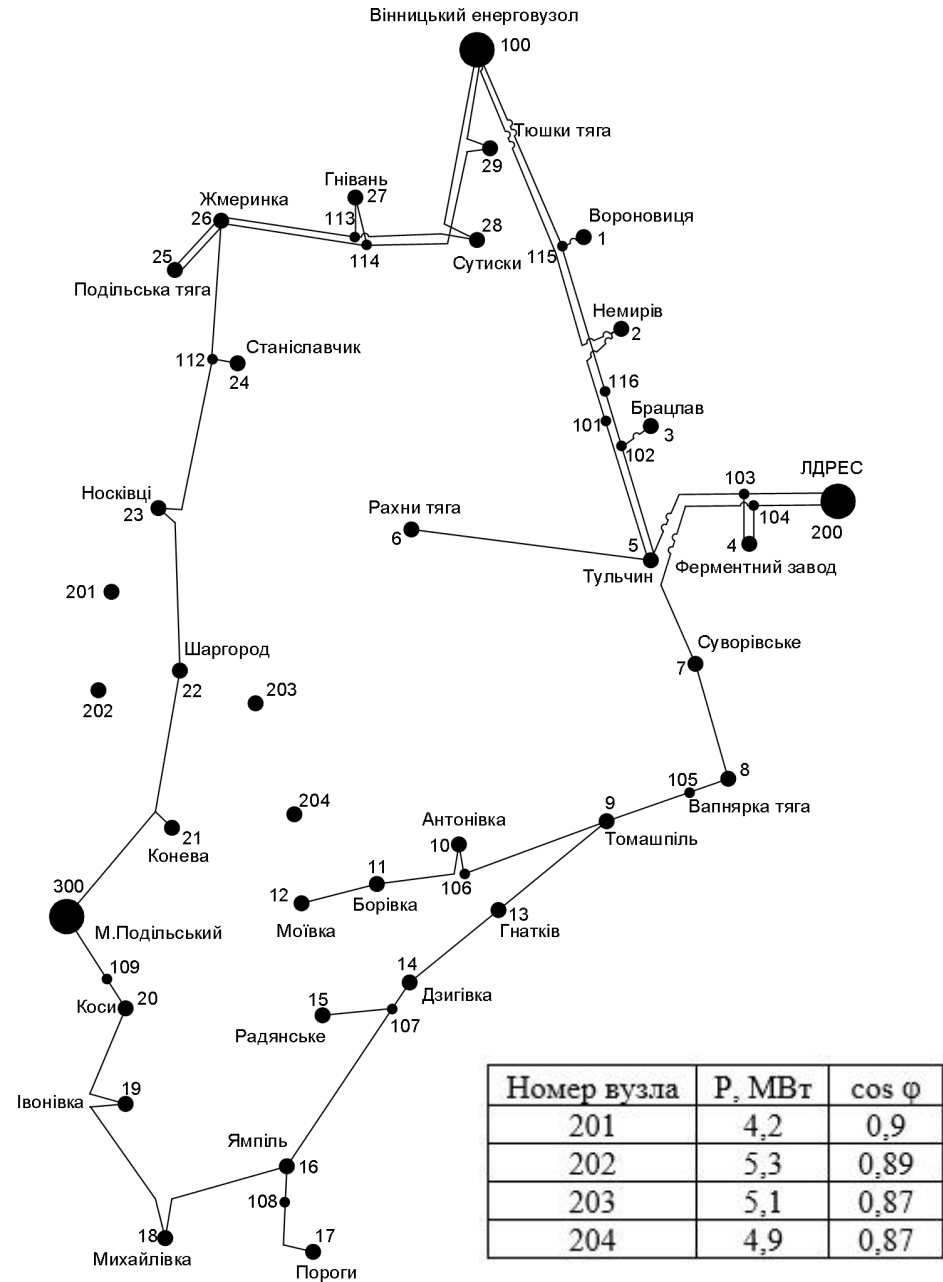 Вінницький енерговузол
100
Тюшки тяга
29
Гнівань
27
Жмеринка
26
113
114
28
Сутиски
Вороновиця
1
115
25
Подільська тяга
Немирів
2
112
Станіславчик
24
116
Брацлав
3
101
102
ЛДРЕС
103
104
200
4
Ферментний завод
Носківці
23
Рахни тяга
6
5
Тульчин
201
Шаргород
22
Суворівське
7
202
203
8
105
Вапнярка тяга
204
9
Томашпіль
Антонівка
10
106
21
Конева
11
Борівка
12
Моївка
13
Гнатків
300
М.Подільський
109
Коси
20
14
Дзигівка
15
Радянське
107
19
Івонівка
Ямпіль
16
108
18
Михайлівка
17
Пороги
Номер вузла Р, МВт cos φ
201 4,2 0,9
202 5,3 0,89
203 5,1 0,87
204 4,9 0,87